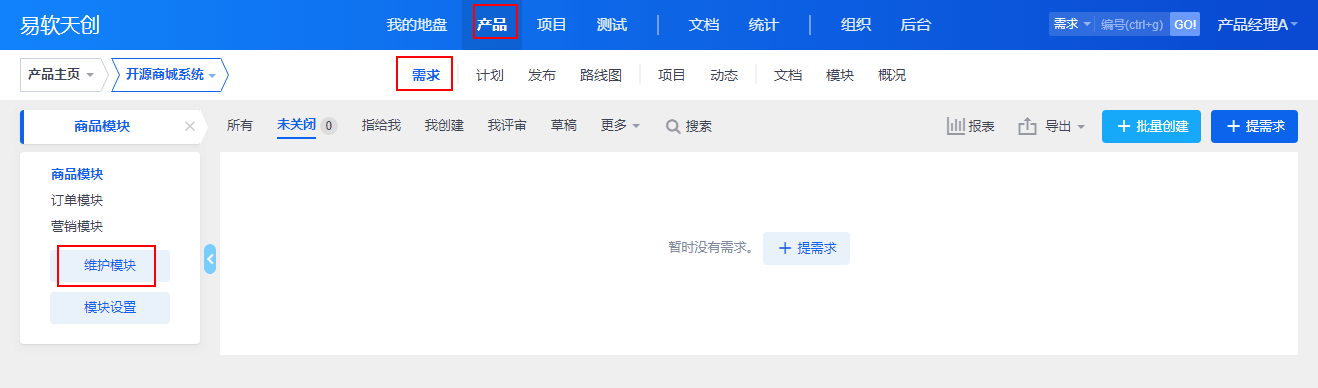 易软天创 我的地盘 产品 项目 测试 文档 统计 组织 后台 需求 编号(ctrl+g) GO! 产品经理A
产品主页 开源商城系统 需求 计划 发布 路线图 项目 动态 文档 模块 概况
商品模块 所有 未关闭 0 指给我 我创建 我评审 草稿 更多 搜索 报表 导出 批量创建 提需求
商品模块
订单模块
营销模块
维护模块
模块设置
暂时没有需求。 提需求